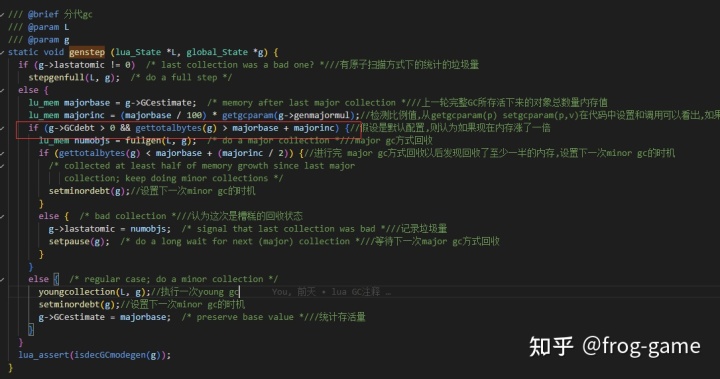 /// @brief 分代gc
/// @param L
/// @param g
static void genstep (lua_State *L, global_State *g) {
if (g->lastatomic != 0)  /* last collection was a bad one? *///有原子扫描方式下的统计的垃圾量
stepgenfull(L, g);  /* do a full step */
else {
lu_mem majorbase = g->GCestimate;  /* memory after last major collection *///上一轮完整GC所存活下来的对象总数量内存值
lu_mem majorinc = (majorbase / 100) * getgcparam(g->genmajormul);//检测比例值,从getgcparam(p) setgcparam(p,v)在代码中设置和调用可以看出,如果
if (g->GCdebt > 0 && gettotalbytes(g) > majorbase + majorinc) {//假设是默认配置,则认为如果现在内存涨了一倍
lu_mem numobjs = fullgen(L, g);  /* do a major collection *///major gc方式回收
if (gettotalbytes(g) < majorbase + (majorinc / 2)) {//进行完 major gc方式回收以后发现回收了至少一半的内存,设置下一次minor gc的时机
/* collected at least half of memory growth since last major
collection; keep doing minor collections */
setminordebt(g);//设置下一次minor gc的时机
}
else {  /* bad collection *///认为这次是糟糕的回收状态
g->lastatomic = numobjs;  /* signal that last collection was bad *///记录垃圾量
setpause(g);  /* do a long wait for next (major) collection *///等待下一次major gc方式回收
}
}
else {  /* regular case; do a minor collection */
youngcollection(L, g);//执行一次young gc You, 前天 • lua GC注释 …
setminordebt(g);//设置下一次minor gc的时机
g->GCestimate = majorbase;  /* preserve base value *///统计存活量
}
}
lua_assert(isdecGCmodegen(g));
}
知乎 @frog-game